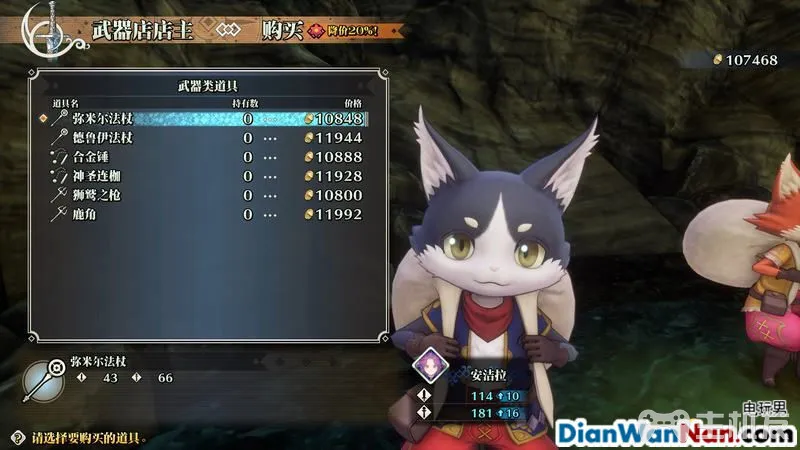 武器店店主 购买 降价20%!
107468
武器类道具
道具名 持有数 价格
弥米尔法杖 0 … 10848
德鲁伊法杖 0 … 11944
合金锤 0 … 10888
神圣连枷 0 … 11928
狮鹫之枪 0 … 10800
鹿角 0 … 11992
弥米尔法杖
43 66
安洁拉
114 10
181 16
请选择要购买的道具。
电玩男
DianWanNan.com